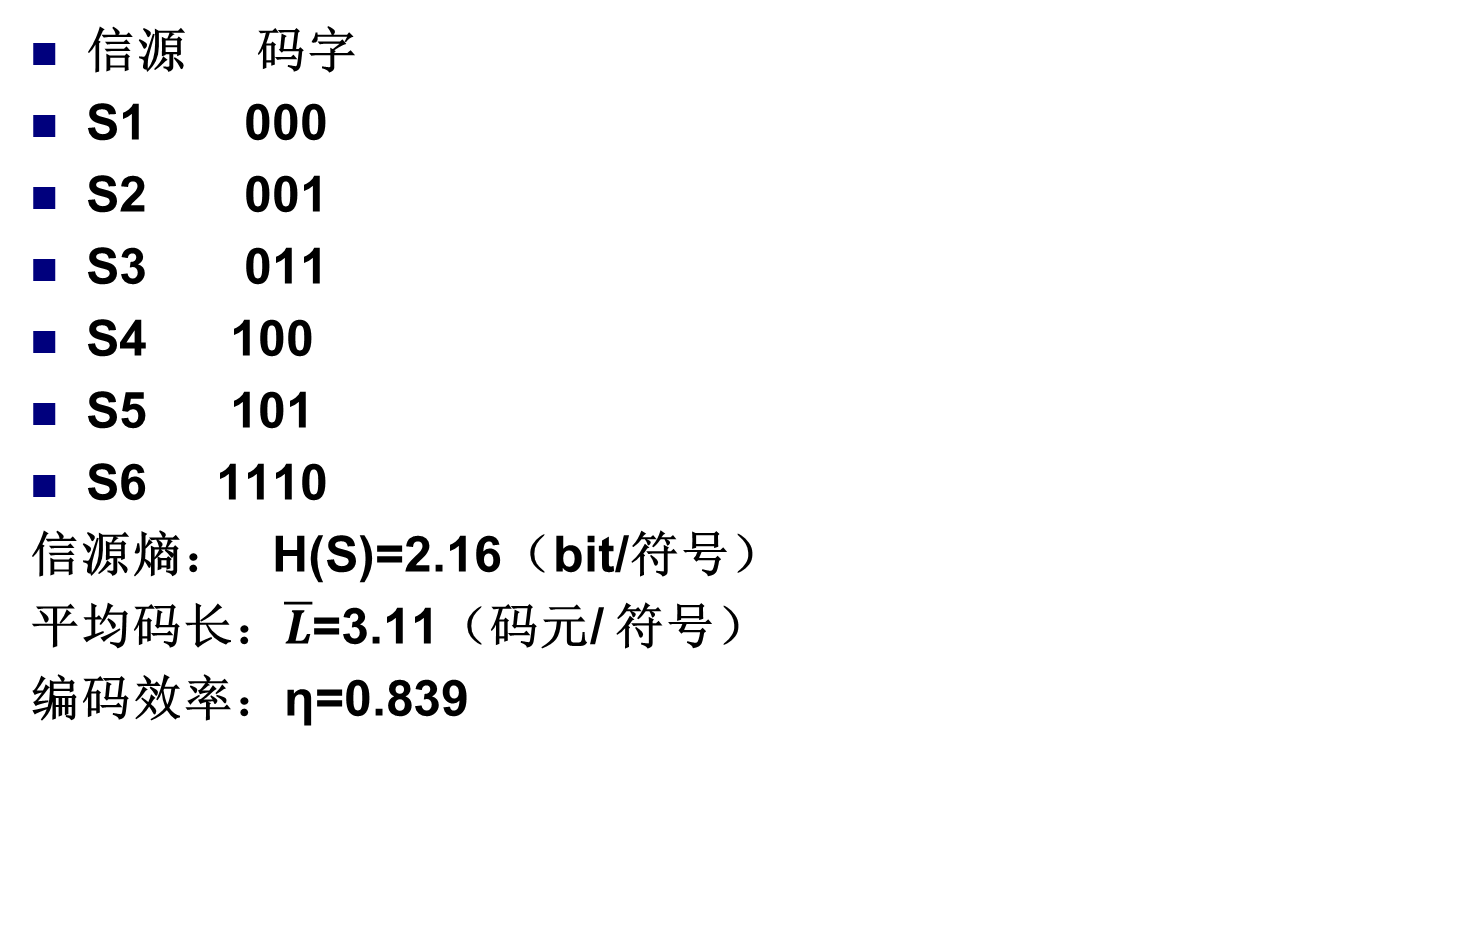 ■ 信源 码字
■ S1 000
■ S2 001
■ S3 011
■ S4 100
■ S5 101
■ S6 1110
信源熵： H(S)=2.16（bit/符号）
平均码长：L̅=3.11（码元/ 符号）
编码效率：η=0.839